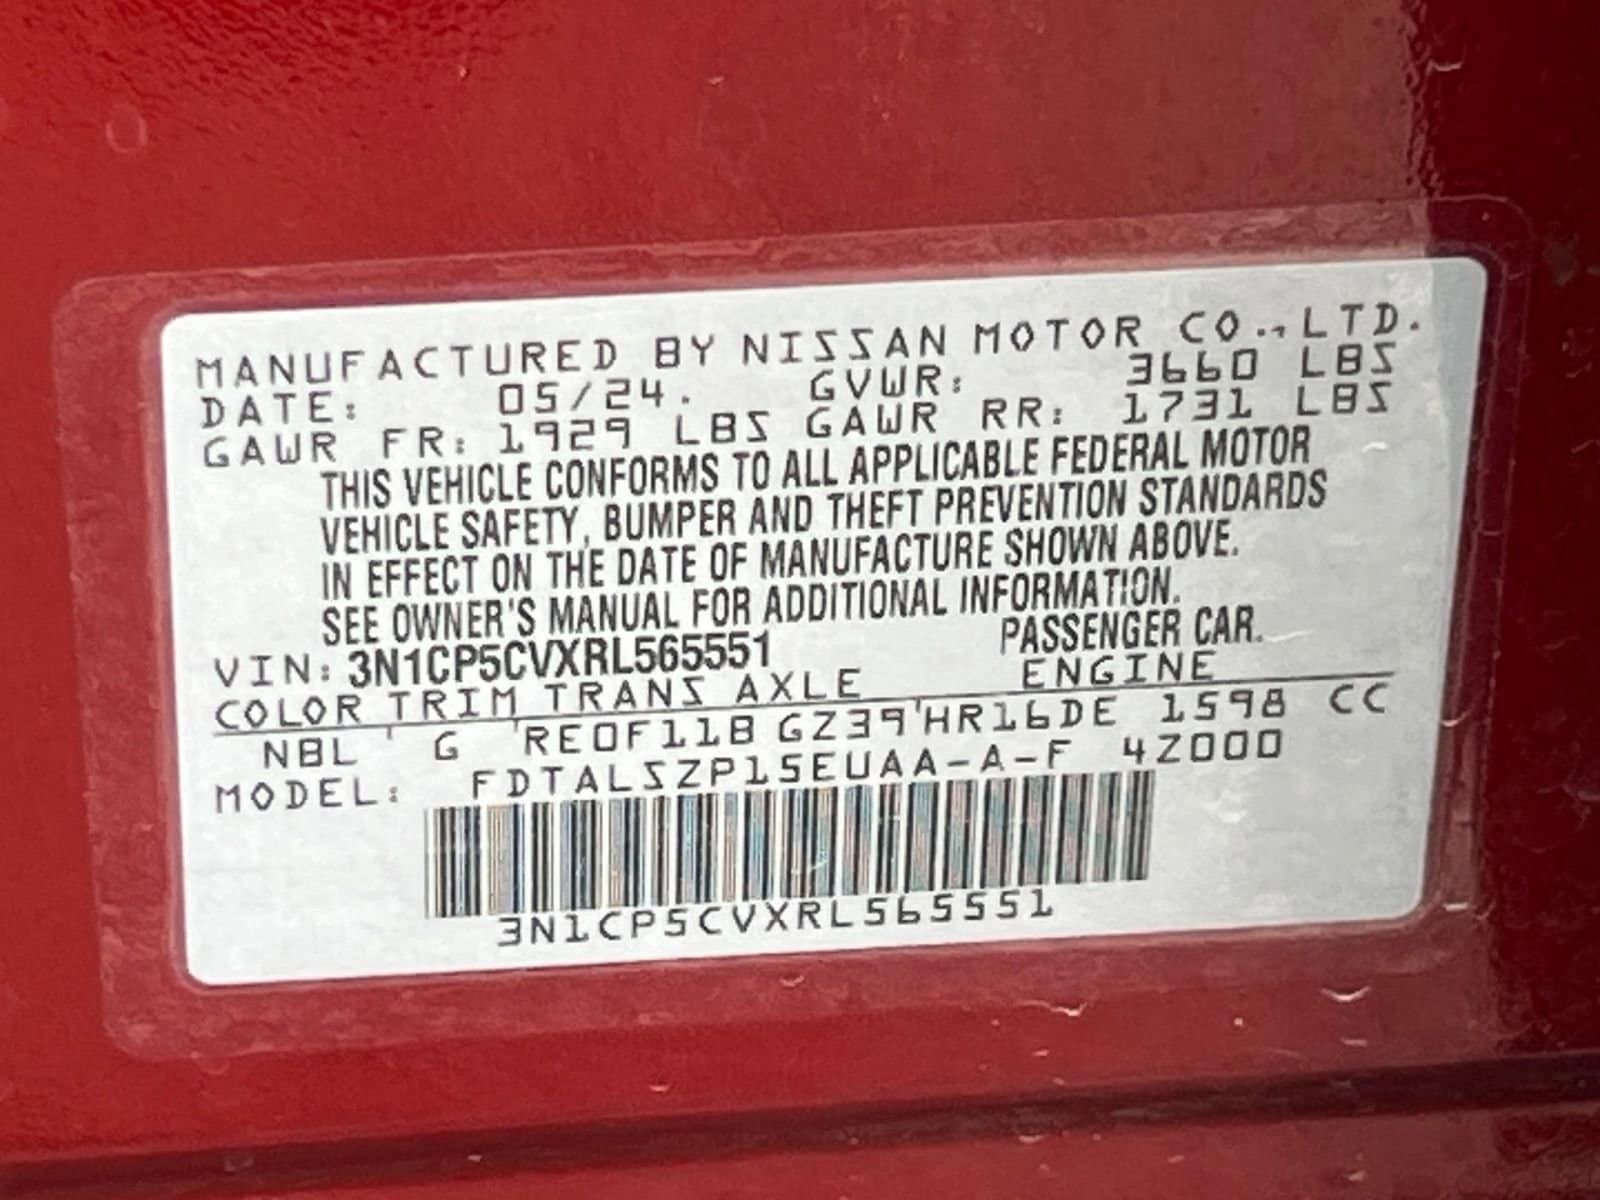 MANUFACTURED BY NISSAN MOTOR CO., LTD.
DATE: 05/24. GVWR: 3660 LBS
GAWR FR: 1929 LBS GAWR RR: 1731 LBS
THIS VEHICLE CONFORMS TO ALL APPLICABLE FEDERAL MOTOR
VEHICLE SAFETY, BUMPER AND THEFT PREVENTION STANDARDS
IN EFFECT ON THE DATE OF MANUFACTURE SHOWN ABOVE.
SEE OWNER'S MANUAL FOR ADDITIONAL INFORMATION.
VIN: 3N1CP5CVXRL565551 PASSENGER CAR.
COLOR TRIM TRANS AXLE ENGINE
NBL G RE0F11B GZ39 HR16DE 1598 CC
MODEL: FDTALSZP15EUAA-A-F 4Z000
3N1CP5CVXRL565551